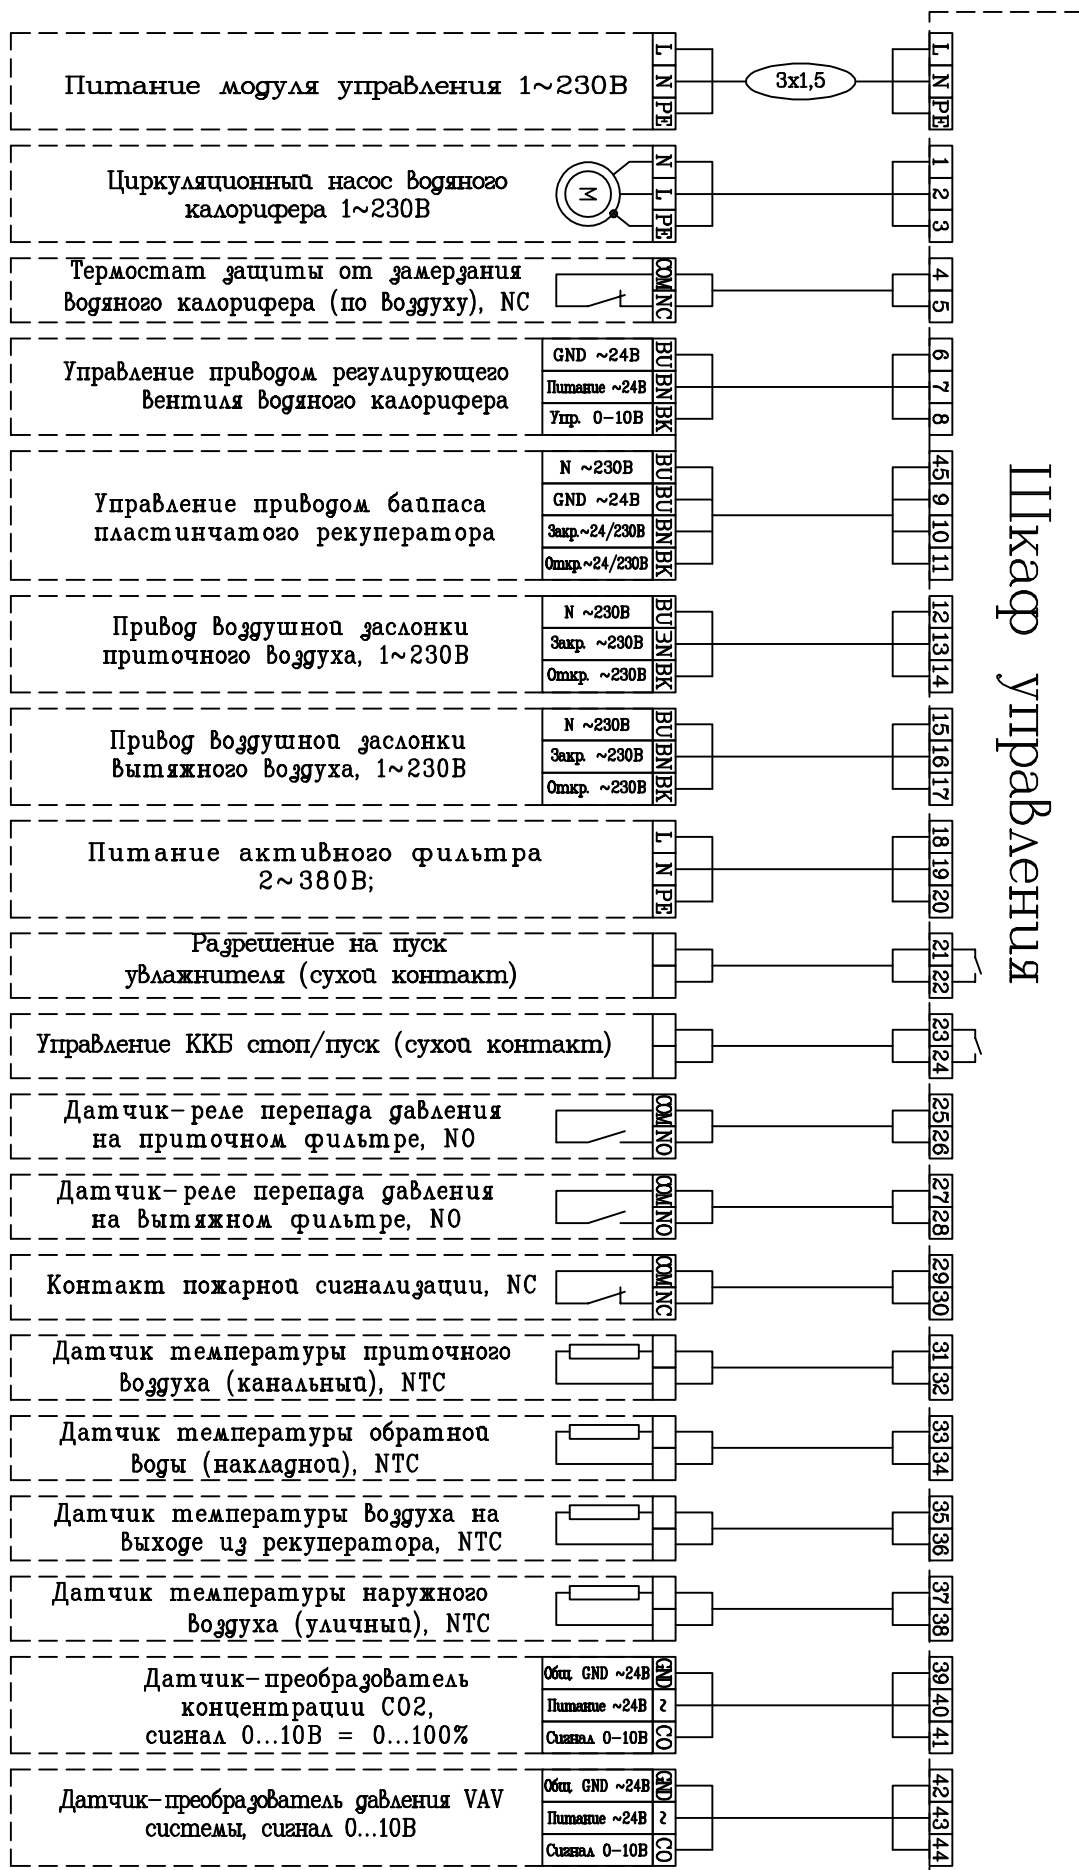 Питание модуля управления 1~230В
L
N
PE
3x1,5
L
N
PE
Циркуляционный насос водяного
калорифера 1~230В
M
N
L
PE
1
2
3
Термостат защиты от замерзания
водяного калорифера (по воздуху), NC
COM
NC
4
5
Управление приводом регулирующего
вентиля водяного калорифера
GND ~24В
Питание ~24В
Упр. 0-10В
BU
BN
BK
6
7
8
Управление приводом байпаса
пластинчатого рекуператора
N ~230В
GND ~24В
Закр.~24/230В
Откр.~24/230В
BU
BU
BN
BK
45
9
10
11
Привод воздушной заслонки
приточного воздуха, 1~230В
N ~230В
Закр. ~230В
Откр. ~230В
BU
BN
BK
12
13
14
Привод воздушной заслонки
вытяжного воздуха, 1~230В
N ~230В
Закр. ~230В
Откр. ~230В
BU
BN
BK
15
16
17
Питание активного фильтра
2~380В;
L
N
PE
18
19
20
Разрешение на пуск
увлажнителя (сухой контакт)
21
22
Управление ККБ стоп/пуск (сухой контакт)
23
24
Датчик-реле перепада давления
на приточном фильтре, NO
COM
NO
25
26
Датчик-реле перепада давления
на вытяжном фильтре, NO
COM
NO
27
28
Контакт пожарной сигнализации, NC
COM
NC
29
30
Датчик температуры приточного
воздуха (канальный), NTC
31
32
Датчик температуры обратной
воды (накладной), NTC
33
34
Датчик температуры воздуха на
выходе из рекуператора, NTC
35
36
Датчик температуры наружного
воздуха (уличный), NTC
37
38
Датчик-преобразователь
концентрации CO2,
сигнал 0...10В = 0...100%
Общ. GND ~24В
Питание ~24В
Сигнал 0-10В
GND
~
CO
39
40
41
Датчик-преобразователь давления VAV
системы, сигнал 0...10В
Общ. GND ~24В
Питание ~24В
Сигнал 0-10В
GND
~
CO
42
43
44
Шкаф управления